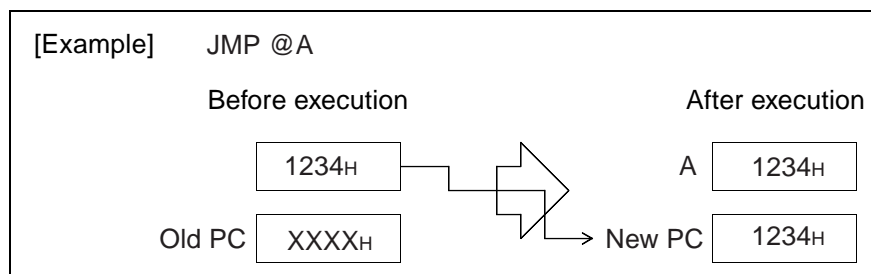 [Example] JMP @A
Before execution After execution
1234H A 1234H
Old PC XXXXH New PC 1234H